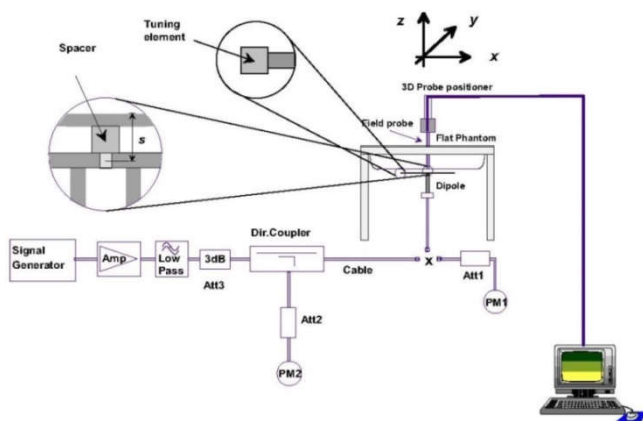 Tuning
element
Spacer
s
z
y
x
3D Probe positioner
Field probe
Flat Phantom
Dipole
Signal
Generator
Amp
Low
Pass
3dB
Att3
Dir.Coupler
Cable
x
Att1
PM1
Att2
PM2